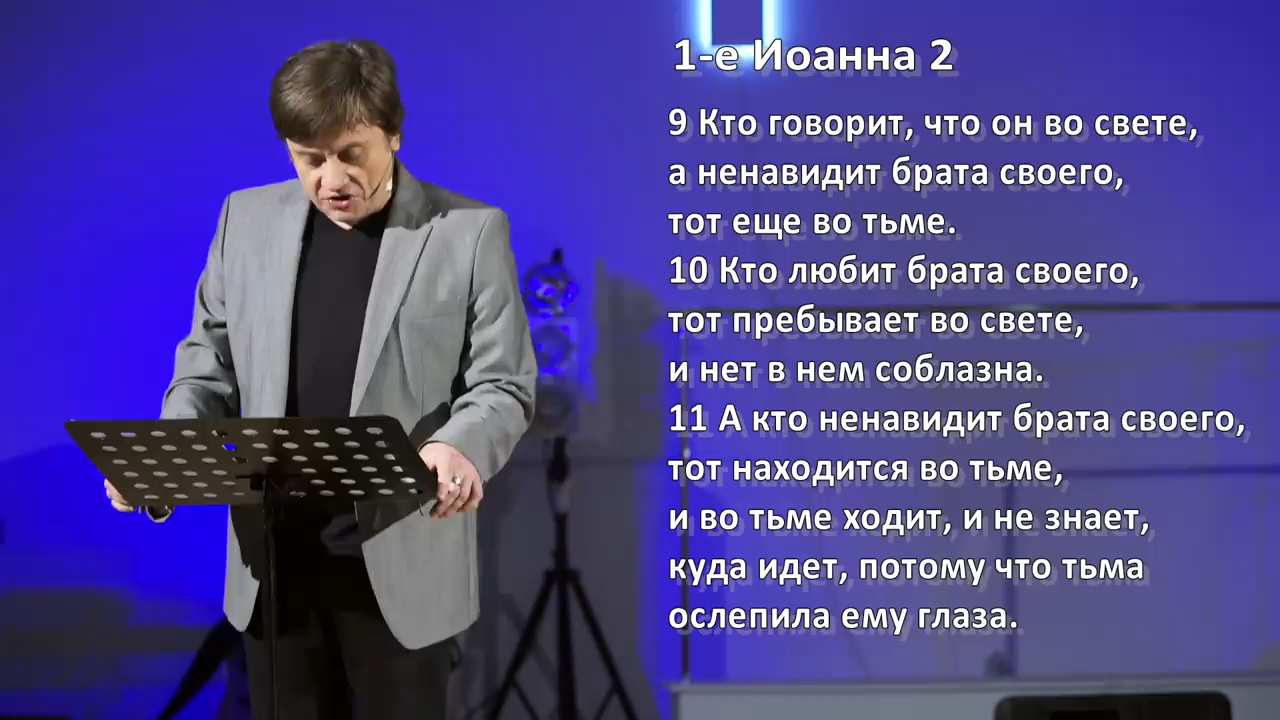 1-е Иоанна 2
9 Кто говорит, что он во свете,
а ненавидит брата своего,
тот еще во тьме.
10 Кто любит брата своего,
тот пребывает во свете,
и нет в нем соблазна.
11 А кто ненавидит брата своего,
тот находится во тьме,
и во тьме ходит, и не знает,
куда идет, потому что тьма
ослепила ему глаза.